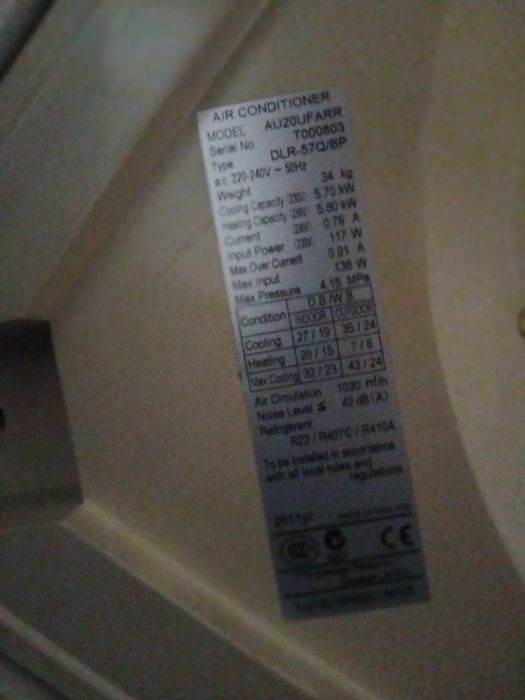 AIR CONDITIONER
MODEL AU20UFARR
Serial No. T000803
Type DLR-57Q/BP
a.c. 220-240V ~ 50Hz
Weight 34 kg
Cooling Capacity (230V) 5.70 kW
Heating Capacity (230V) 5.80 kW
Current (230V) 0.76 A
Input Power (230V) 117 W
Max.Over Current 0.91 A
Max.Input 138 W
Max Pressure 4.15 MPa
Condition D.B./W.B.
INDOOR OUTDOOR
Cooling 27 / 19 35 / 24
Heating 20 / 15 7 / 6
Max Cooling 32 / 23 43 / 24
Air Circulation 1030 m³/h
Noise Level ≤ 42 dB(A)
Refrigerant
R22 / R407C / R410A
To be installed in accordance
with all local rules and
regulations
2011yr.
CE